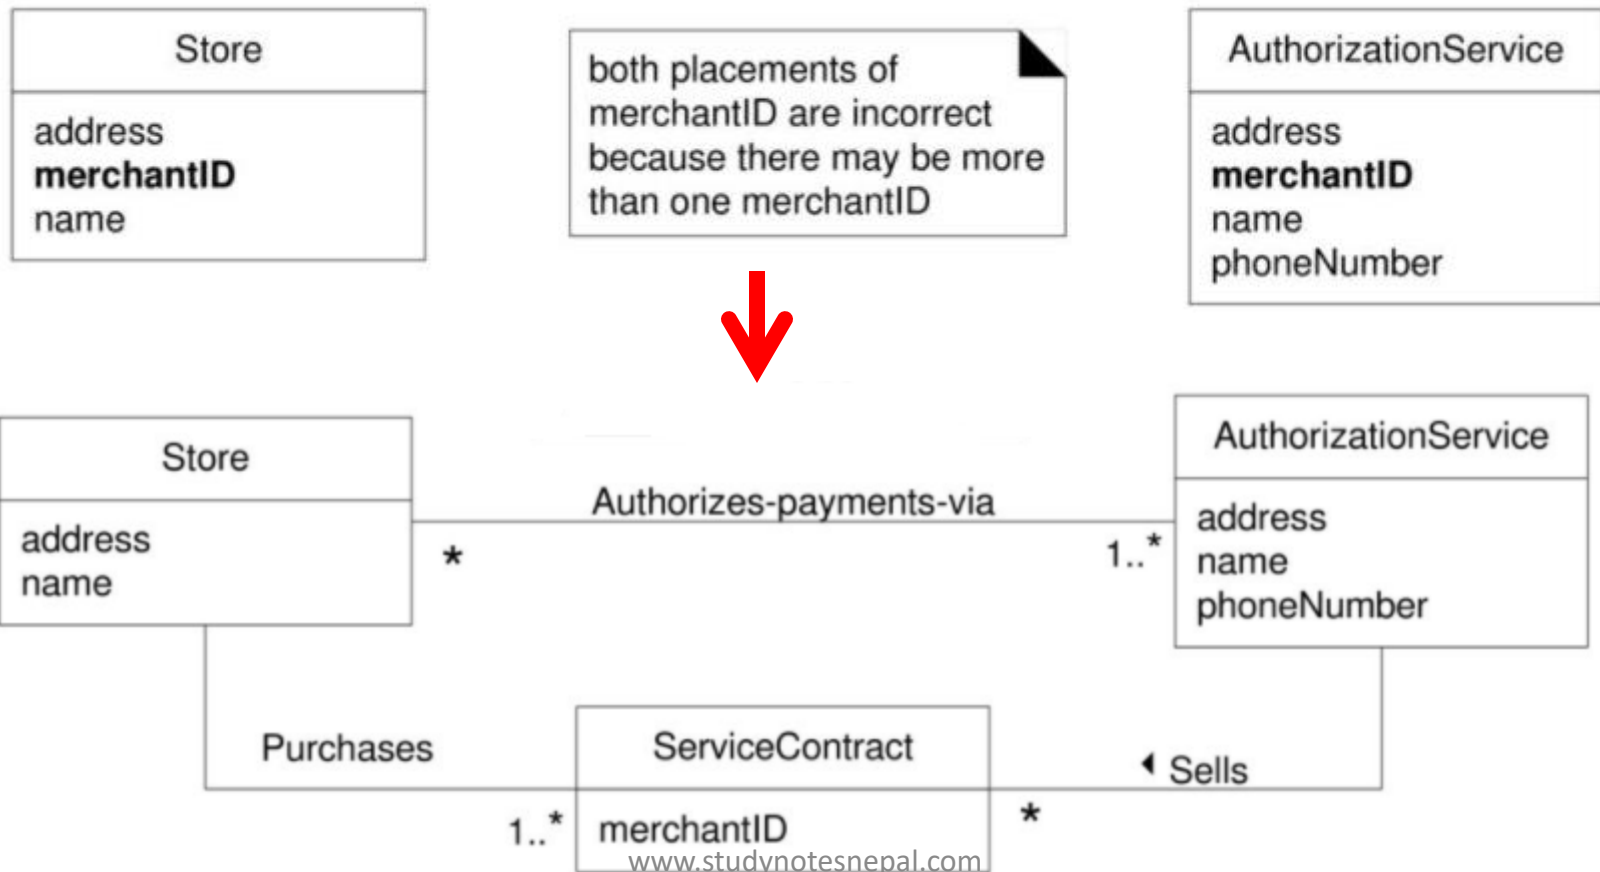 Store
address
merchantID
name
both placements of
merchantID are incorrect
because there may be more
than one merchantID
AuthorizationService
address
merchantID
name
phoneNumber
Store
address
name
Authorizes-payments-via
*
1..*
AuthorizationService
address
name
phoneNumber
Purchases
1..*
ServiceContract
merchantID
Sells
*
www.studynotesnepal.com